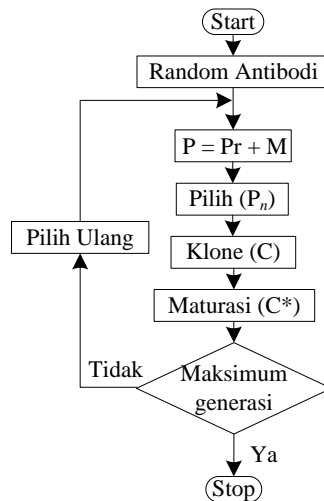 Start
Random Antibodi
P = Pr + M
Pilih (Pn)
Klone (C)
Pilih Ulang
Maturasi (C*)
Tidak
Maksimum
generasi
Ya
Stop